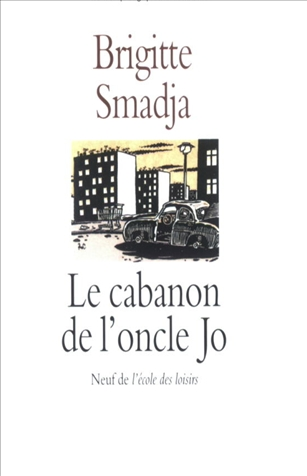 Brigitte
Smadja
Le cabanon
de l'oncle Jo
Neuf de l'école des loisirs